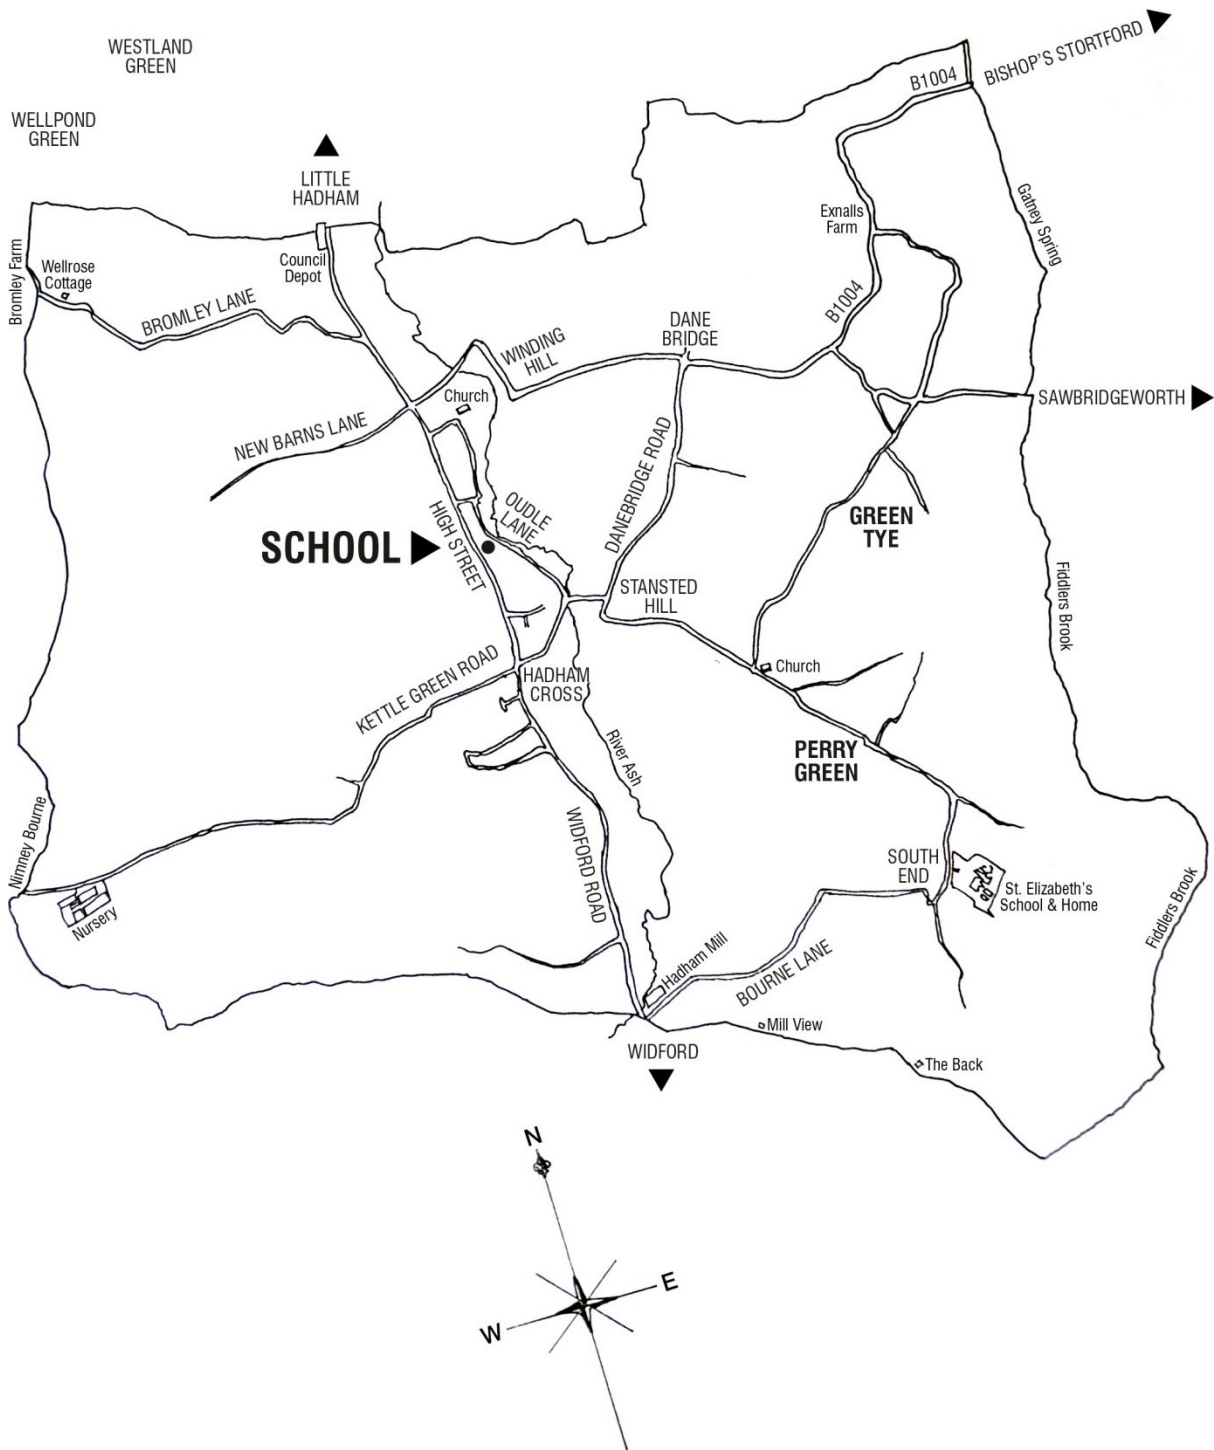 WESTLAND
GREEN
BISHOP'S STORTFORD
B1004
WELLPOND
GREEN
LITTLE
HADHAM
Exnalls
Farm
Gatney Spring
Bromley Farm
Wellrose
Cottage
Council
Depot
BROMLEY LANE
B1004
WINDING
HILL
DANE
BRIDGE
SAWBRIDGEWORTH
Church
NEW BARNS LANE
OUDLE
LANE
DANEBRIDGE ROAD
GREEN
TYE
SCHOOL
HIGH STREET
STANSTED
HILL
Fiddlers Brook
KETTLE GREEN ROAD
HADHAM
CROSS
Church
River Ash
PERRY
GREEN
Nimney Bourne
WIDFORD ROAD
SOUTH
END
St. Elizabeth's
School & Home
Fiddlers Brook
Nursery
Hadham Mill
BOURNE LANE
Mill View
WIDFORD
The Back
N
E
W